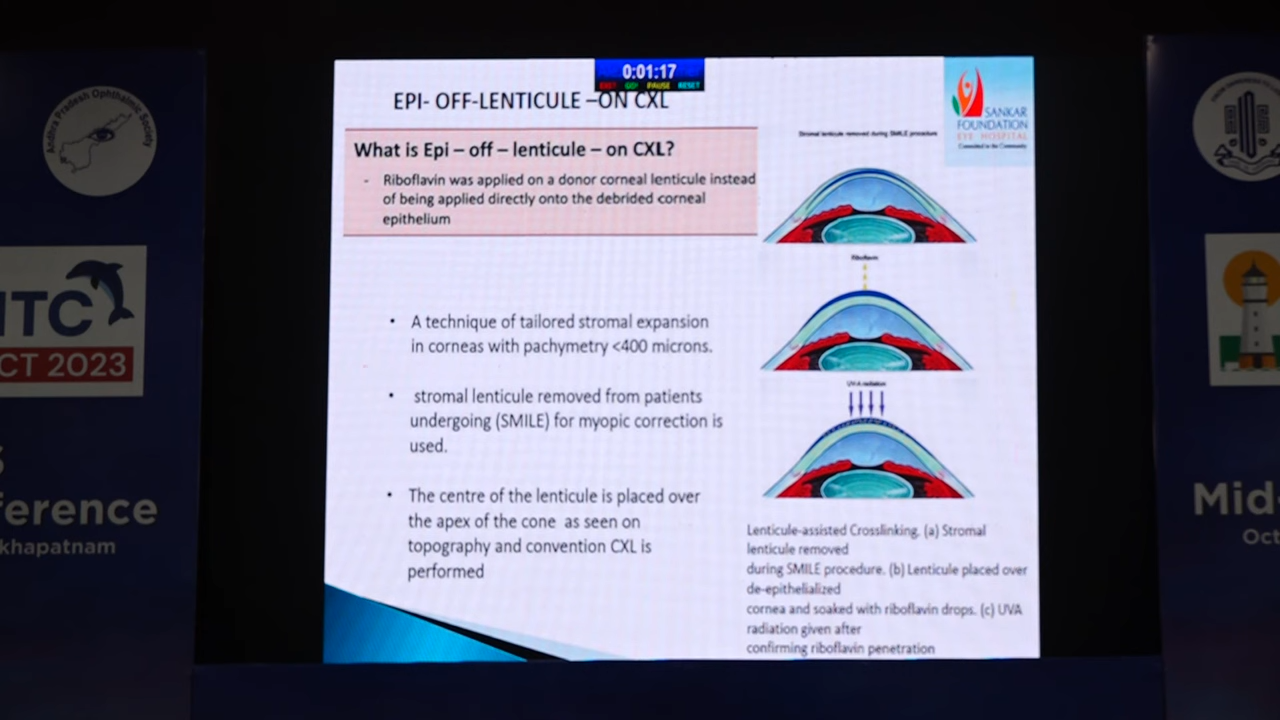 Andhra Pradesh Ophthalmic Society
ITC
CT 2023
S
ference
khapatnam
0:01:17
EXIT GO! PAUSE RESET
EPI- OFF-LENTICULE –ON CXL
SANKAR
FOUNDATION
EYE HOSPITAL
Committed to the Community
What is Epi – off – lenticule – on CXL?
- Riboflavin was applied on a donor corneal lenticule instead
of being applied directly onto the debrided corneal
epithelium
• A technique of tailored stromal expansion
in corneas with pachymetry <400 microns.
• stromal lenticule removed from patients
undergoing (SMILE) for myopic correction is
used.
• The centre of the lenticule is placed over
the apex of the cone as seen on
topography and convention CXL is
performed
Stromal lenticule removed during SMILE procedure
Riboflavin
UV-A radiation
Lenticule-assisted Crosslinking. (a) Stromal
lenticule removed
during SMILE procedure. (b) Lenticule placed over
de-epithelialized
cornea and soaked with riboflavin drops. (c) UVA
radiation given after
confirming riboflavin penetration
Mid
Oct